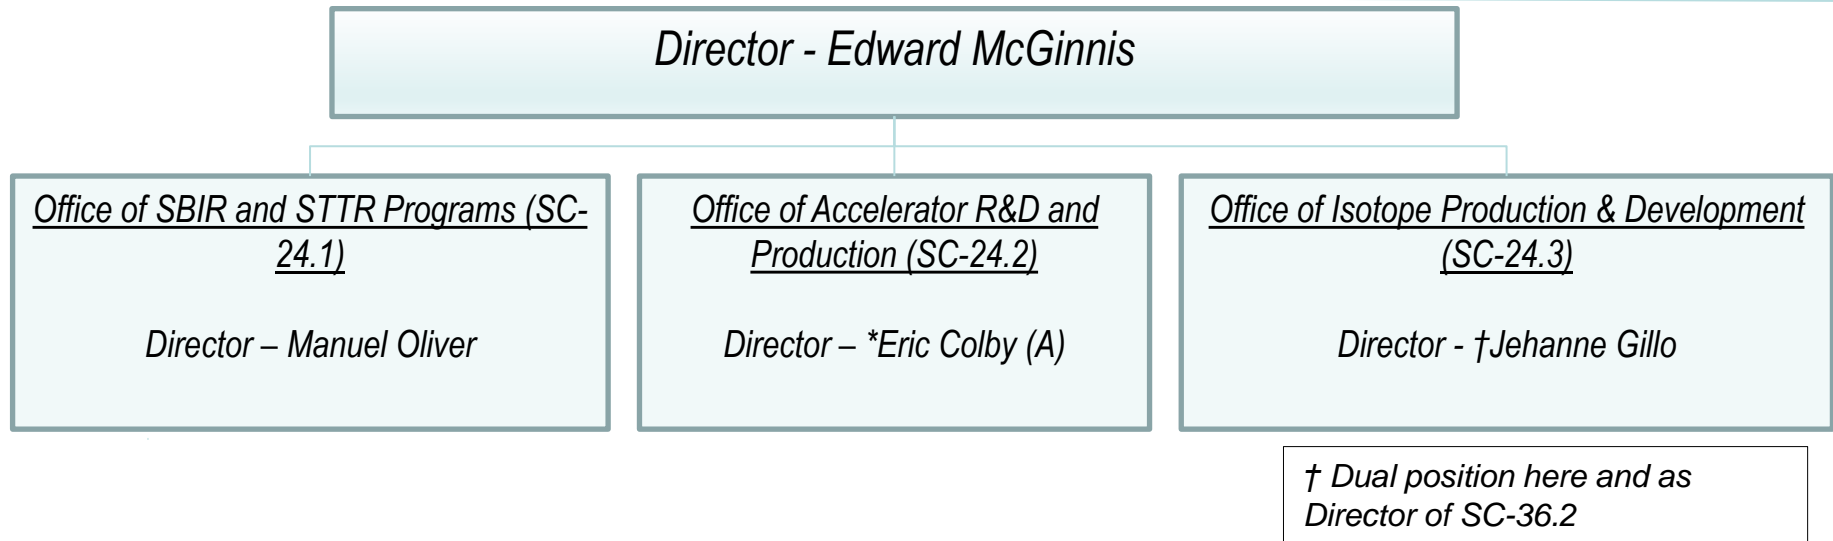 Director - Edward McGinnis
Office of SBIR and STTR Programs (SC-
24.1)
Director – Manuel Oliver
Office of Accelerator R&D and
Production (SC-24.2)
Director – *Eric Colby (A)
Office of Isotope Production & Development
(SC-24.3)
Director - †Jehanne Gillo
† Dual position here and as
Director of SC-36.2